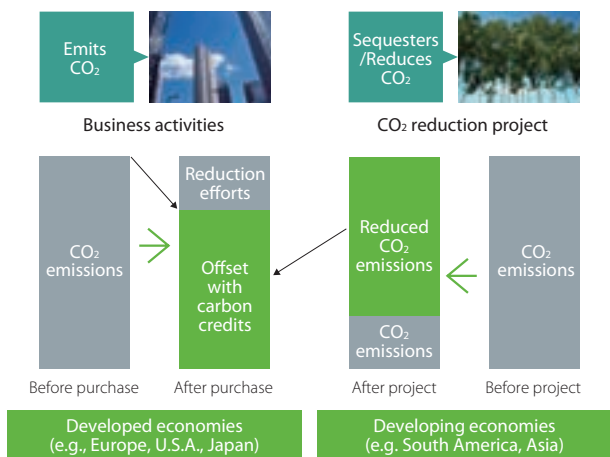 Emits
CO₂
Sequesters
/Reduces
CO₂
Business activities
CO₂ reduction project
CO₂
emissions
Reduction
efforts
Offset
with
carbon
credits
Reduced
CO₂
emissions
CO₂
emissions
CO₂
emissions
Before purchase
After purchase
After project
Before project
Developed economies
(e.g., Europe, U.S.A., Japan)
Developing economies
(e.g. South America, Asia)